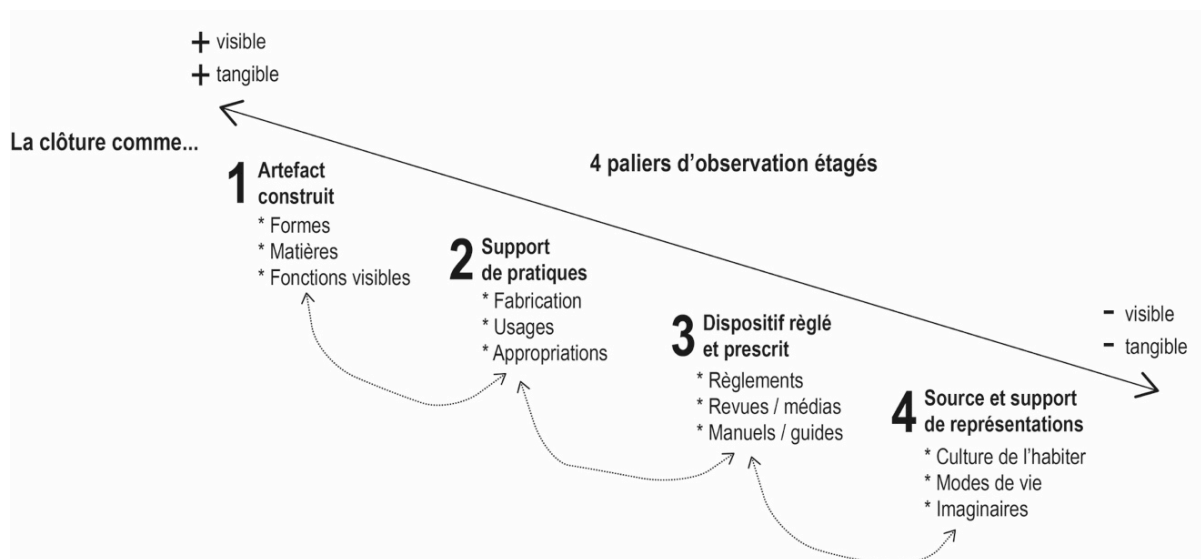 + visible
+ tangible
La clôture comme...
4 paliers d'observation étagés
1 Artefact
construit
* Formes
* Matières
* Fonctions visibles
2 Support
de pratiques
* Fabrication
* Usages
* Appropriations
3 Dispositif règlé
et prescrit
* Règlements
* Revues / médias
* Manuels / guides
- visible
- tangible
4 Source et support
de représentations
* Culture de l'habiter
* Modes de vie
* Imaginaires